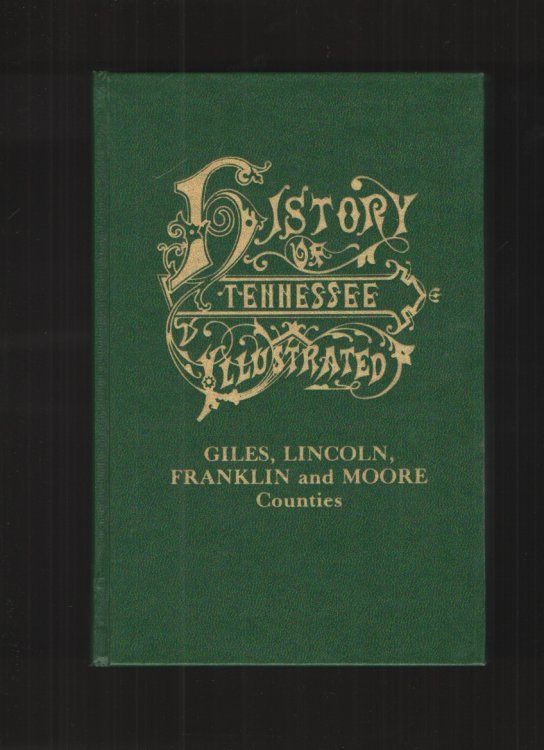 HISTORY
OF
TENNESSEE
ILLUSTRATED
GILES, LINCOLN,
FRANKLIN and MOORE
Counties